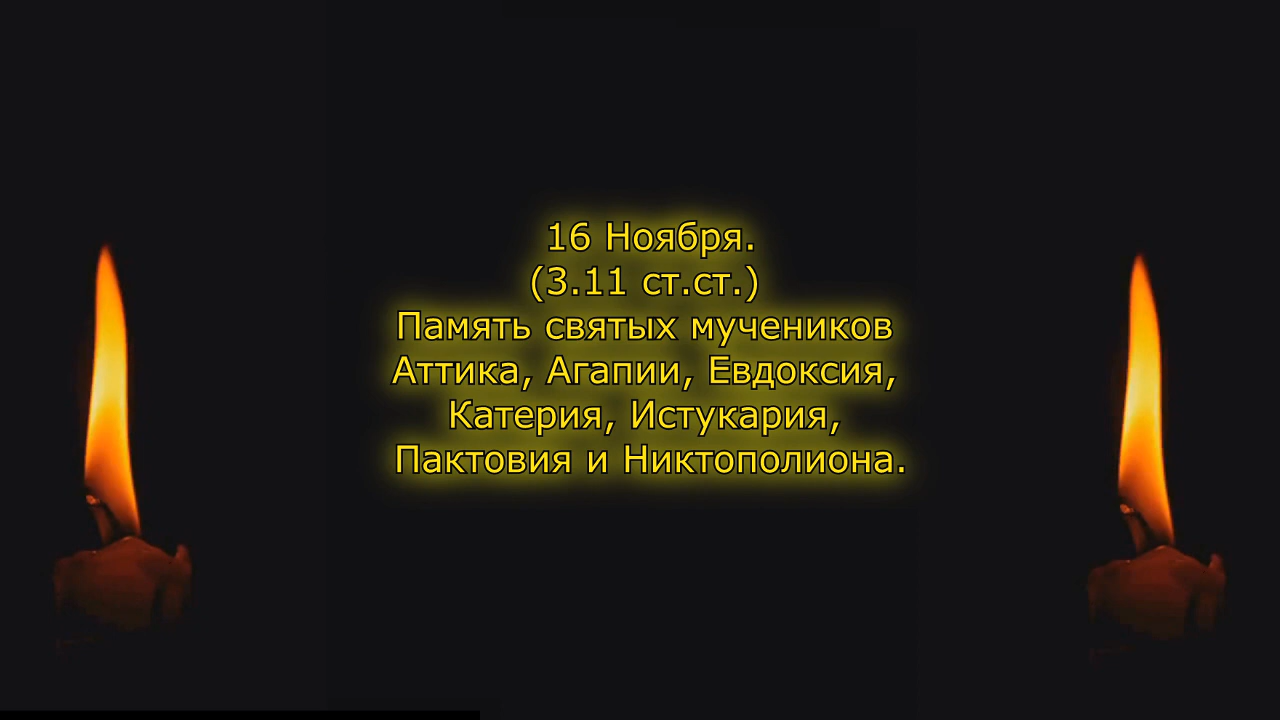 16 Ноября.
(3.11 ст.ст.)
Память святых мучеников
Аттика, Агапии, Евдоксия,
Катерия, Истукария,
Пактовия и Никтополиона.